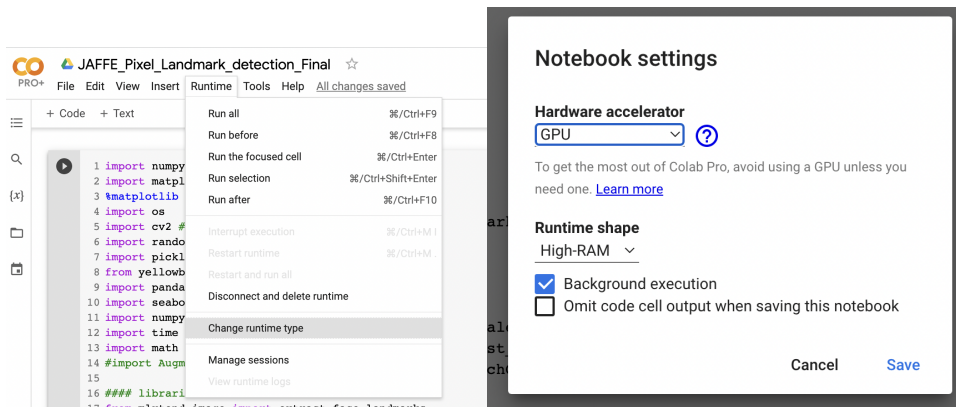 CO
PRO+
JAFFE_Pixel_Landmark_detection_Final
File Edit View Insert Runtime Tools Help All changes saved
+ Code + Text
Run all ⌘/Ctrl+F9
Run before ⌘/Ctrl+F8
Run the focused cell ⌘/Ctrl+Enter
Run selection ⌘/Ctrl+Shift+Enter
Run after ⌘/Ctrl+F10
Interrupt execution ⌘/Ctrl+M I
Restart runtime ⌘/Ctrl+M .
Restart and run all
Disconnect and delete runtime
Change runtime type
Manage sessions
View runtime logs
{x}
1 import numpy
2 import matpl
3 %matplotlib
4 import os
5 import cv2 #
6 import rando
7 import pickl
8 from yellowb
9 import panda
10 import seabo
11 import numpy
12 import time
13 import math
14 #import Augm
15
16 #### librari
Notebook settings
Hardware accelerator
GPU
?
To get the most out of Colab Pro, avoid using a GPU unless you
need one. Learn more
Runtime shape
High-RAM
Background execution
Omit code cell output when saving this notebook
Cancel Save